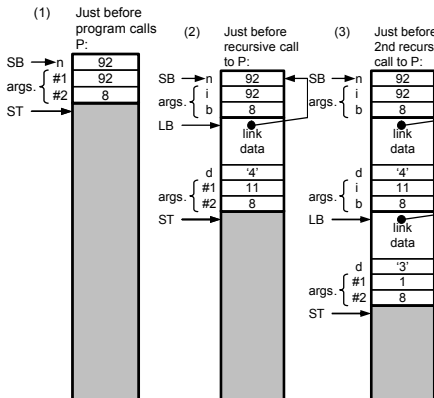 (1) Just before
program calls
P:
SB n 92
args. #1 92
#2 8
ST
(2) Just before
recursive call
to P:
SB n 92
args. i 92
b 8
LB
link
data
d '4'
args. #1 11
#2 8
ST
(3) Just before
2nd recurs
call to P:
SB n 92
args. i 92
b 8
link
data
d '4'
args. i 11
b 8
LB
link
data
d '3'
args. #1 1
#2 8
ST